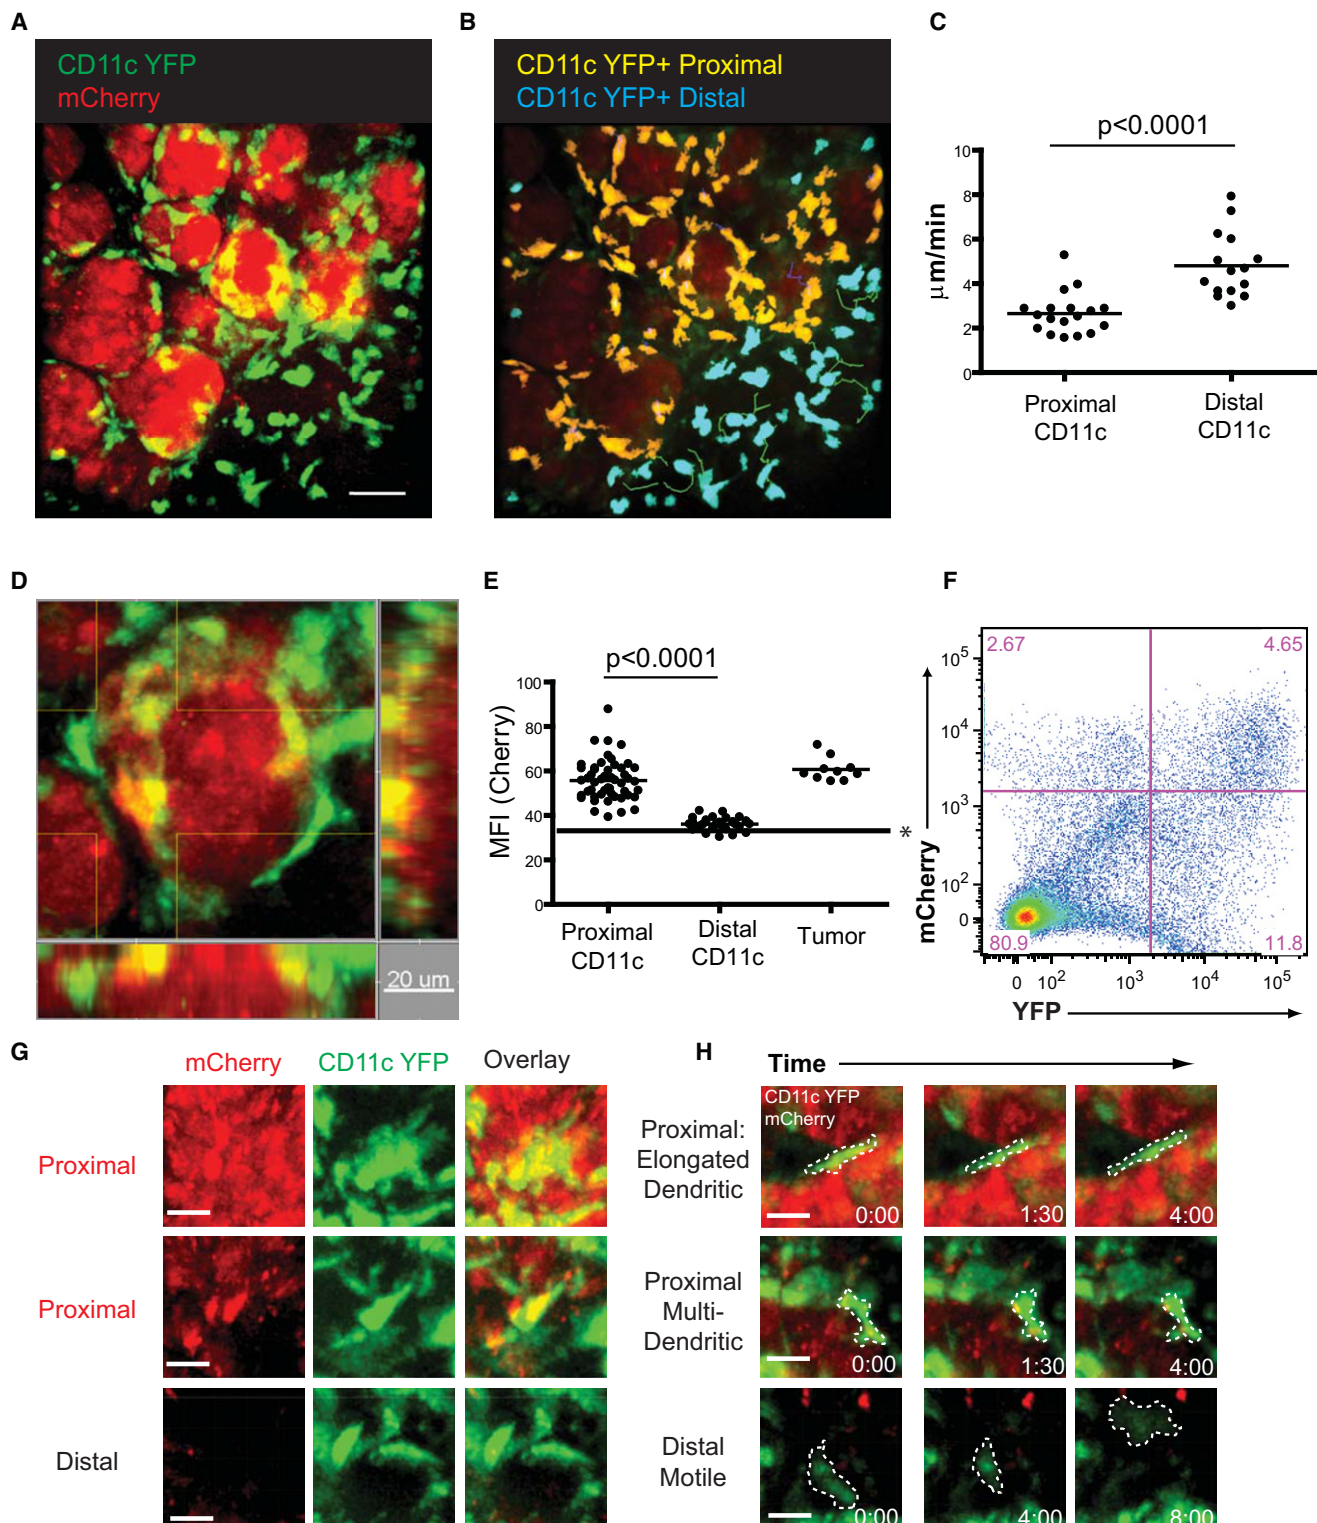 A
CD11c YFP
mCherry
B
CD11c YFP+ Proximal
CD11c YFP+ Distal
C
p<0.0001
10
8
6
4
2
0
μm/min
Proximal
CD11c
Distal
CD11c
D
20 um
E
p<0.0001
100
80
60
40
20
0
MFI (Cherry)
*
Proximal
CD11c
Distal
CD11c
Tumor
F
2.67
4.65
80.9
11.8
10^5
10^4
10^3
10^2
0
mCherry
0 10^2 10^3 10^4 10^5
YFP
G
mCherry CD11c YFP Overlay
Proximal
Proximal
Distal
H
Time
Proximal:
Elongated
Dendritic
CD11c YFP
mCherry
0:00 1:30 4:00
Proximal
Multi-
Dendritic
0:00 1:30 4:00
Distal
Motile
0:00 4:00 8:00